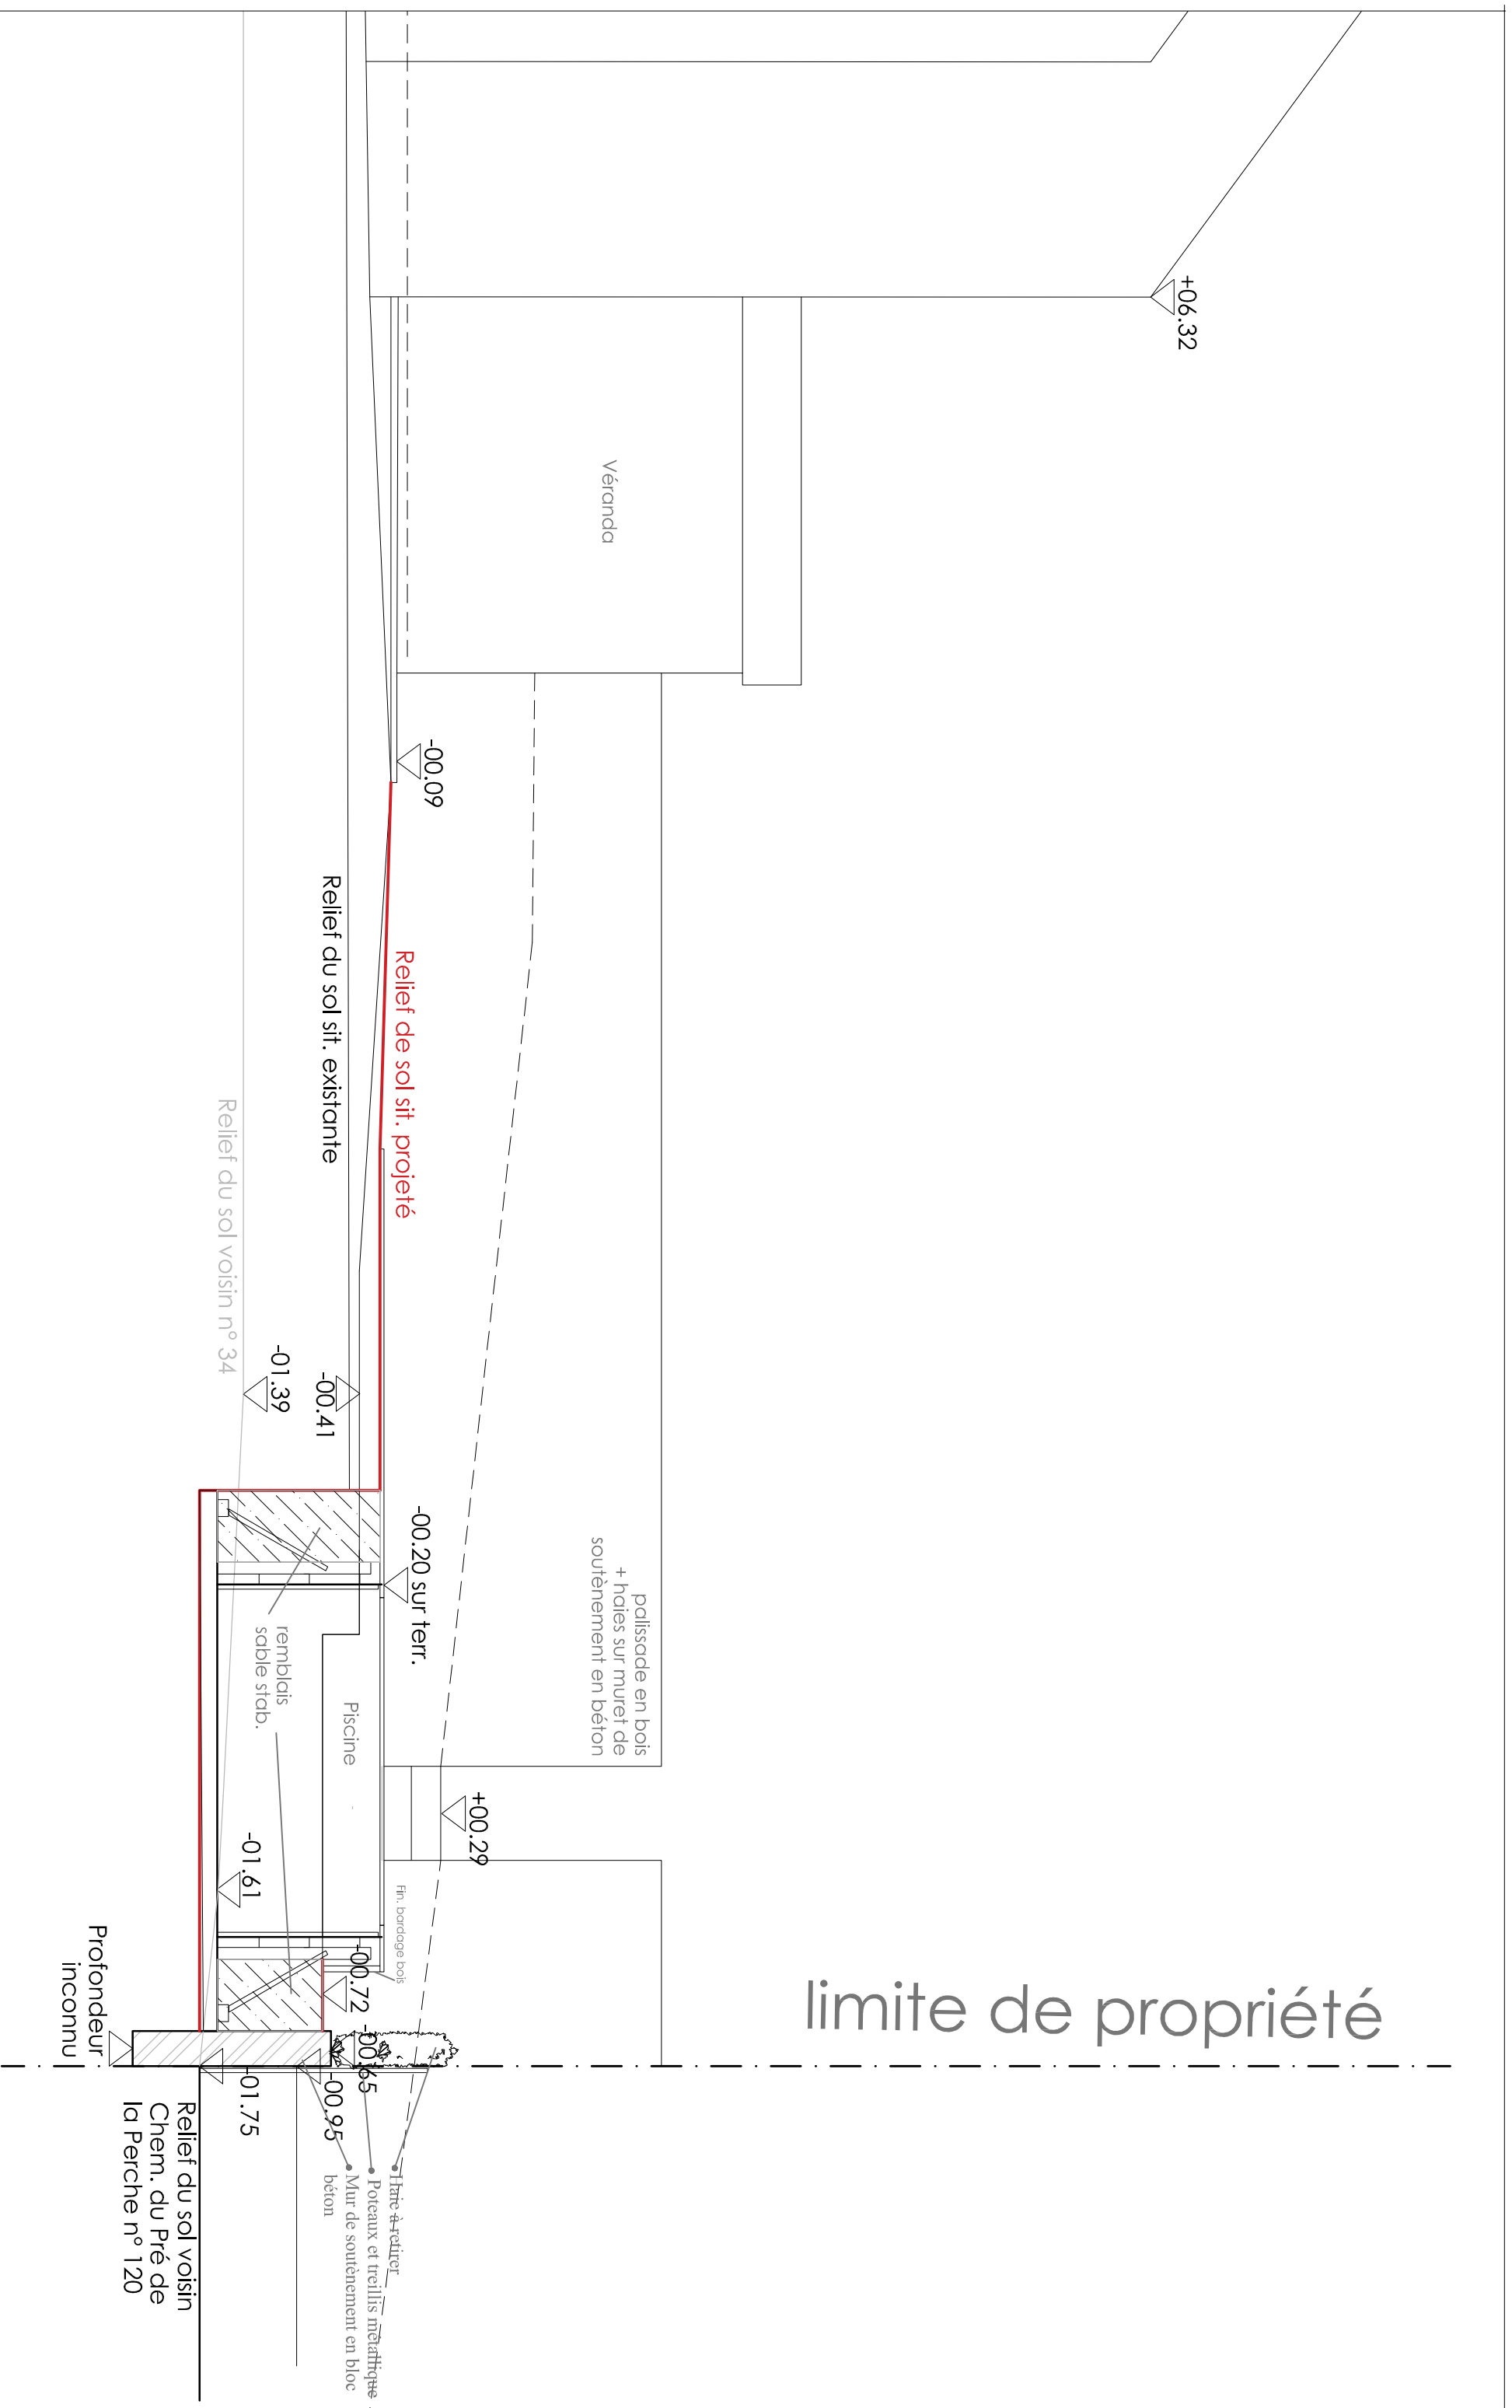 +06.32
Véranda
-00.09
Relief du sol sit. existante
Relief de sol sit. projeté
Relief du sol voisin n° 34
-01.39
-00.41
-00.20 sur terr.
palissade en bois
+ haies sur muret de
soutènement en béton
remblais
sable stab.
Piscine
+00.29
-01.61
Fin. bardage bois
-00.72
-00.65
-00.95
-01.75
Profondeur
inconnu
limite de propriété
Haie à retirer
Poteaux et treillis métallique
Mur de soutènement en bloc
béton
Relief du sol voisin
Chem. du Pré de
la Perche n° 120